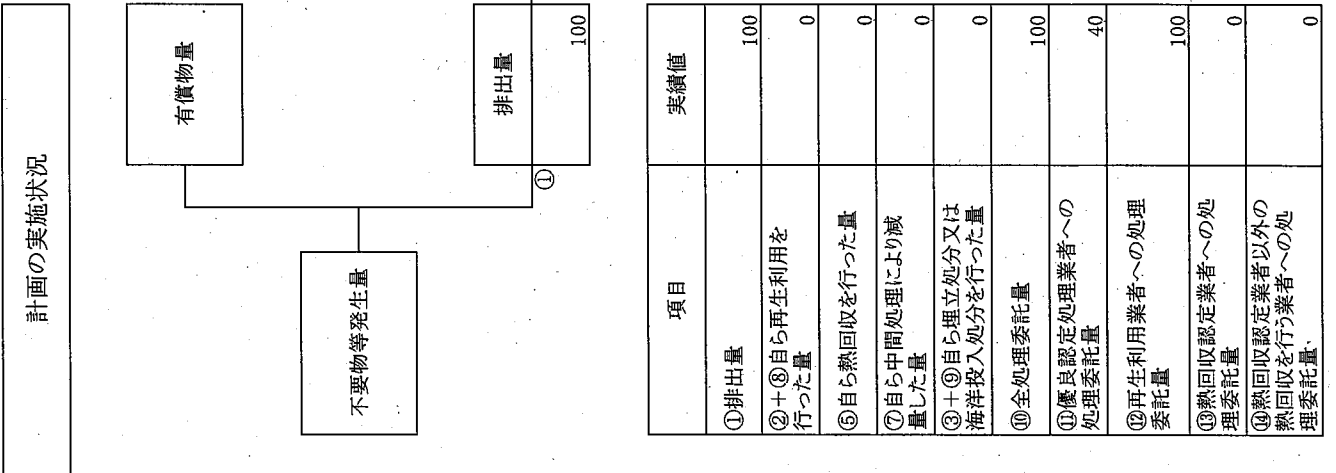 計画の実施状況
有償物量
不要物等発生量
排出量
①
100
項目
実績値
①排出量
100
②+⑧自ら再生利用を
行った量
0
⑤自ら熱回収を行った量
0
⑦自ら中間処理により減
量した量
0
③+⑨自ら埋立処分又は
海洋投入処分を行った量
0
⑩全処理委託量
100
⑪優良認定処理業者への
処理委託量
40
⑫再生利用業者への処理
委託量
100
⑬熱回収認定業者への処
理委託量
0
⑭熱回収認定業者以外の
熱回収を行う業者への処
理委託量、
0